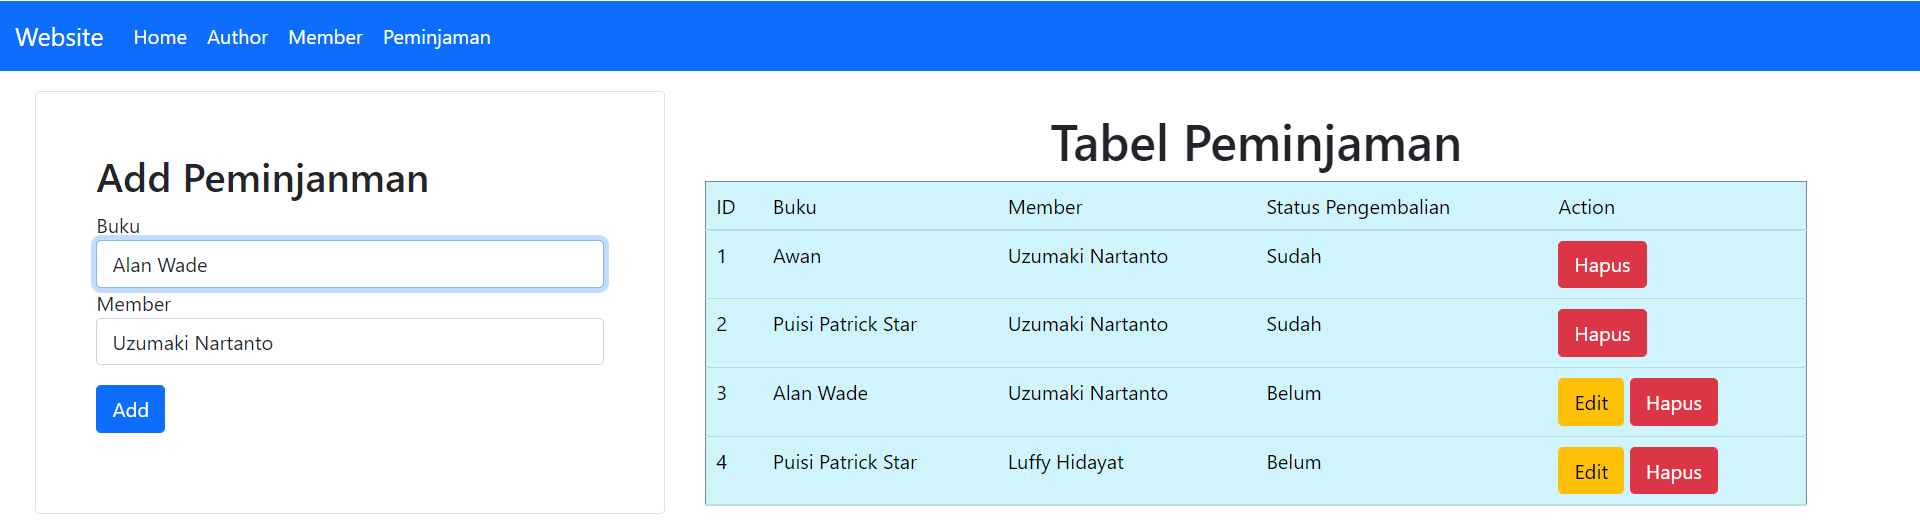 Website Home Author Member Peminjaman
Add Peminjanman
Buku
Alan Wade
Member
Uzumaki Nartanto
Add
Tabel Peminjaman
ID Buku Member Status Pengembalian Action
1 Awan Uzumaki Nartanto Sudah Hapus
2 Puisi Patrick Star Uzumaki Nartanto Sudah Hapus
3 Alan Wade Uzumaki Nartanto Belum Edit Hapus
4 Puisi Patrick Star Luffy Hidayat Belum Edit Hapus